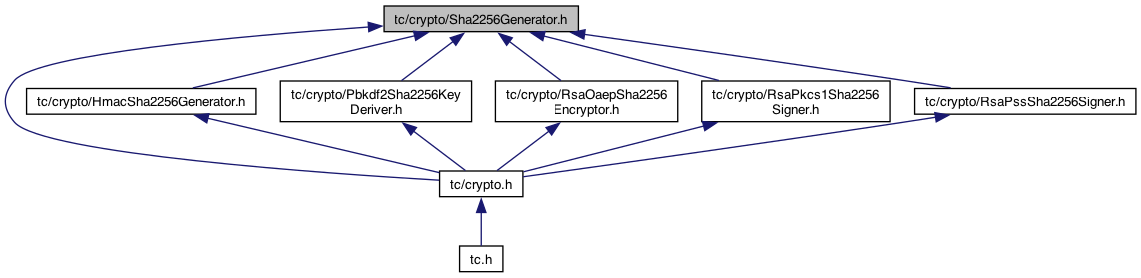 tc/crypto/Sha2256Generator.h
tc/crypto/HmacSha2256Generator.h
tc/crypto/Pbkdf2Sha2256Key
Deriver.h
tc/crypto/RsaOaepSha2256
Encryptor.h
tc/crypto/RsaPkcs1Sha2256
Signer.h
tc/crypto/RsaPssSha2256Signer.h
tc/crypto.h
tc.h